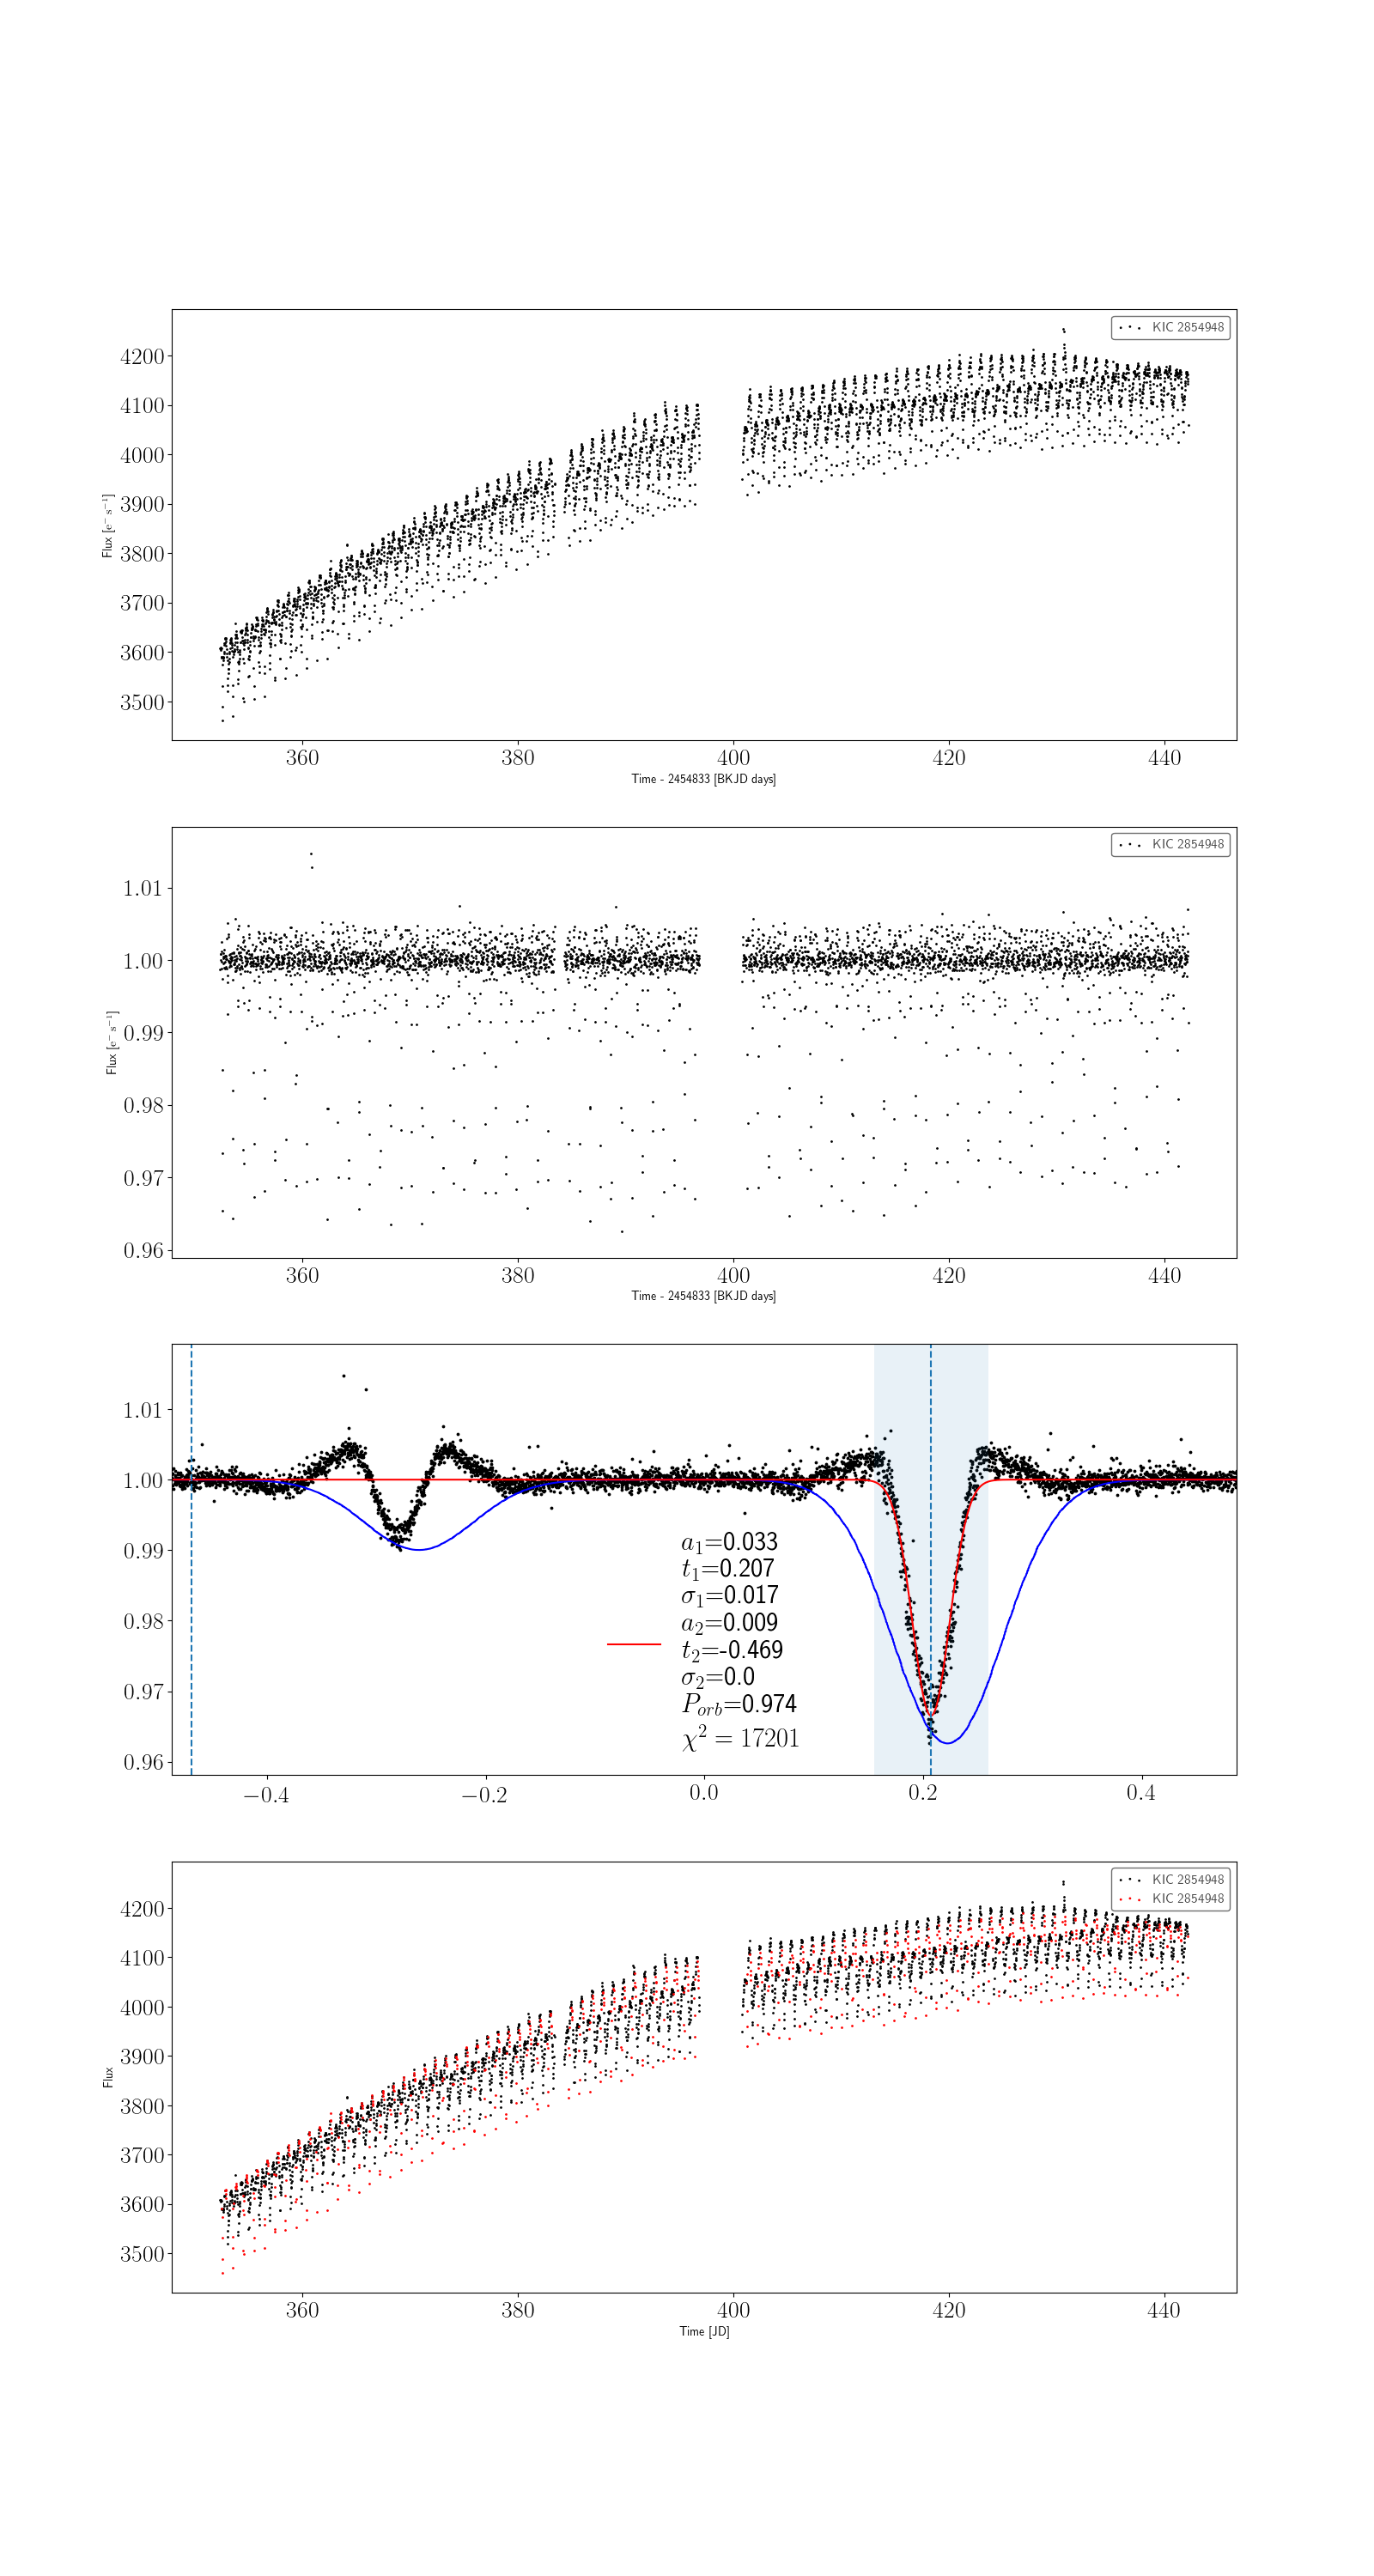 KIC 2854948
4200
4100
4000
3900
3800
3700
3600
3500
Flux [e⁻ s⁻¹]
360 380 400 420 440
Time - 2454833 [BKJD days]
KIC 2854948
1.01
1.00
0.99
0.98
0.97
0.96
Flux [e⁻ s⁻¹]
360 380 400 420 440
Time - 2454833 [BKJD days]
1.01
1.00
0.99
0.98
0.97
0.96
a₁=0.033
t₁=0.207
σ₁=0.017
a₂=0.009
t₂=-0.469
σ₂=0.0
P_orb=0.974
χ² = 17201
−0.4 −0.2 0.0 0.2 0.4
KIC 2854948
KIC 2854948
4200
4100
4000
3900
3800
3700
3600
3500
Flux
360 380 400 420 440
Time [JD]